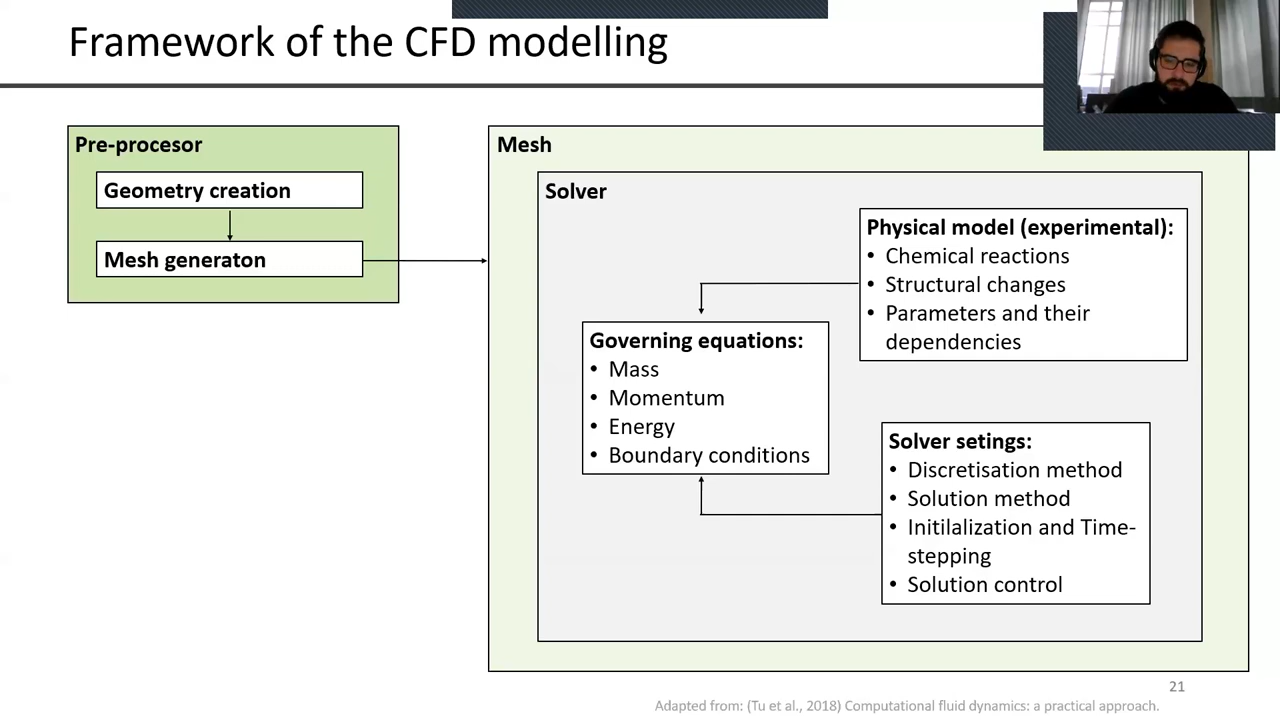 Framework of the CFD modelling
Pre-procesor
Geometry creation
Mesh generaton
Mesh
Solver
Physical model (experimental):
• Chemical reactions
• Structural changes
• Parameters and their
dependencies
Governing equations:
• Mass
• Momentum
• Energy
• Boundary conditions
Solver setings:
• Discretisation method
• Solution method
• Initilalization and Time-
stepping
• Solution control
21
Adapted from: (Tu et al., 2018) Computational fluid dynamics: a practical approach.